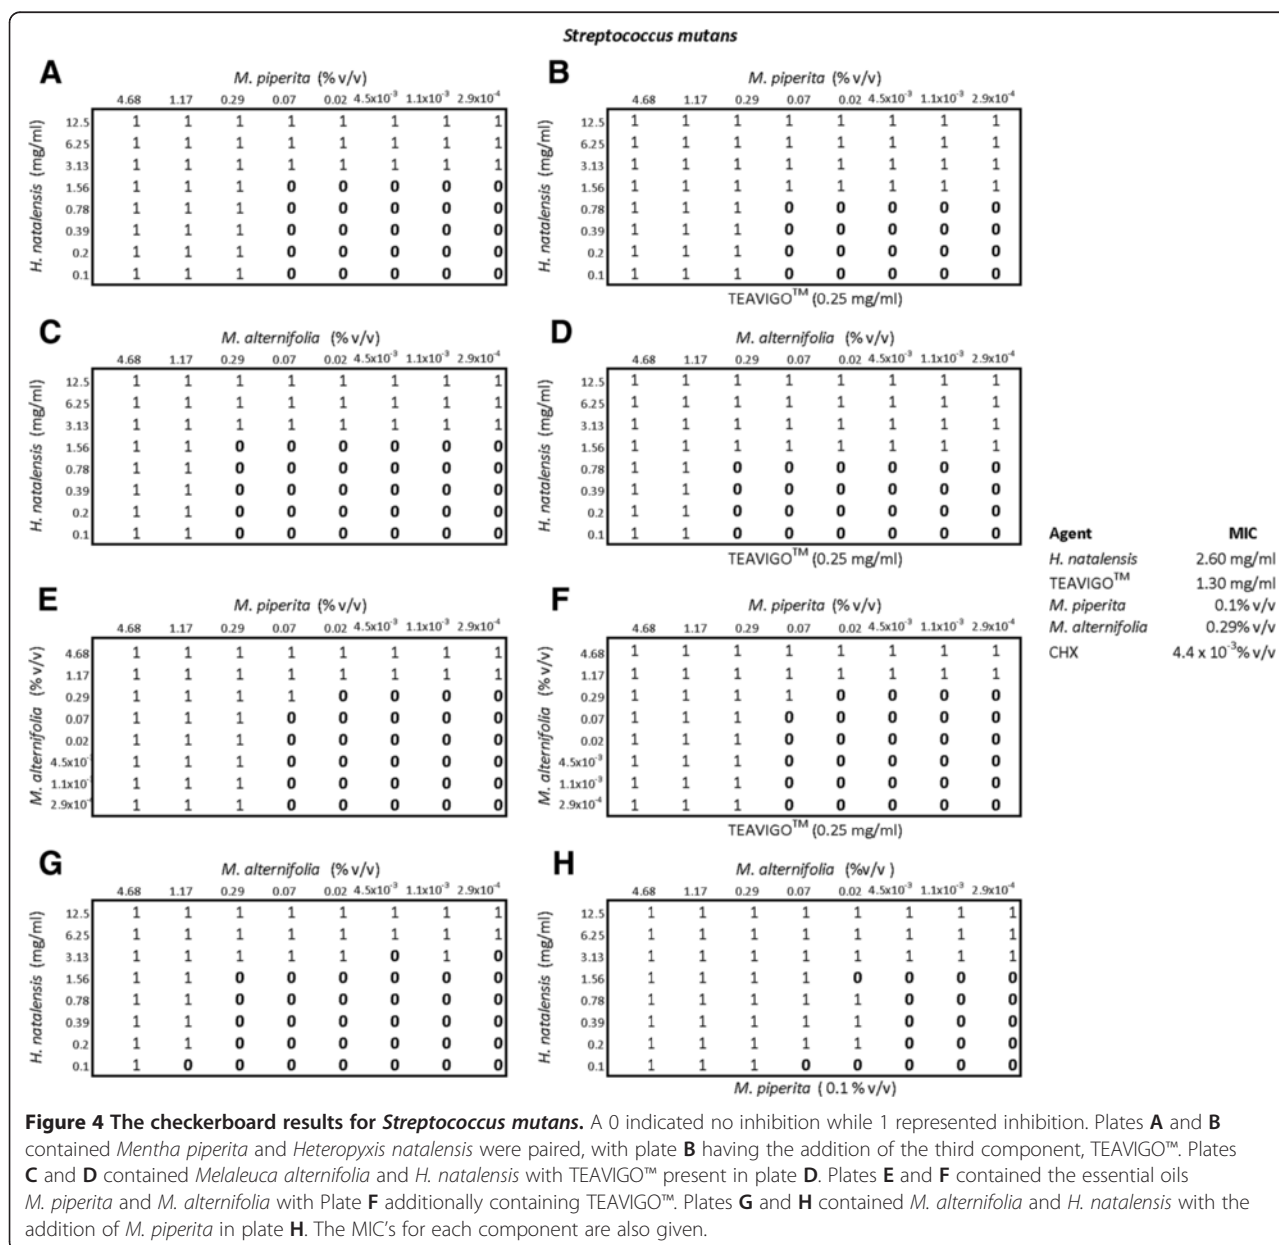 Streptococcus mutans
A
M. piperita (% v/v)
4.68 1.17 0.29 0.07 0.02 4.5x10⁻³ 1.1x10⁻³ 2.9x10⁻⁴
H. natalensis (mg/ml)
12.5 1 1 1 1 1 1 1 1
6.25 1 1 1 1 1 1 1 1
3.13 1 1 1 1 1 1 1 1
1.56 1 1 1 0 0 0 0 0
0.78 1 1 1 0 0 0 0 0
0.39 1 1 1 0 0 0 0 0
0.2 1 1 1 0 0 0 0 0
0.1 1 1 1 0 0 0 0 0
B
M. piperita (% v/v)
4.68 1.17 0.29 0.07 0.02 4.5x10⁻³ 1.1x10⁻³ 2.9x10⁻⁴
H. natalensis (mg/ml)
12.5 1 1 1 1 1 1 1 1
6.25 1 1 1 1 1 1 1 1
3.13 1 1 1 1 1 1 1 1
1.56 1 1 1 1 1 1 1 1
0.78 1 1 1 0 0 0 0 0
0.39 1 1 1 0 0 0 0 0
0.2 1 1 1 0 0 0 0 0
0.1 1 1 1 0 0 0 0 0
TEAVIGO™ (0.25 mg/ml)
C
M. alternifolia (% v/v)
4.68 1.17 0.29 0.07 0.02 4.5x10⁻³ 1.1x10⁻³ 2.9x10⁻⁴
H. natalensis (mg/ml)
12.5 1 1 1 1 1 1 1 1
6.25 1 1 1 1 1 1 1 1
3.13 1 1 1 1 1 1 1 1
1.56 1 1 0 0 0 0 0 0
0.78 1 1 0 0 0 0 0 0
0.39 1 1 0 0 0 0 0 0
0.2 1 1 0 0 0 0 0 0
0.1 1 1 0 0 0 0 0 0
D
M. alternifolia (% v/v)
4.68 1.17 0.29 0.07 0.02 4.5x10⁻³ 1.1x10⁻³ 2.9x10⁻⁴
H. natalensis (mg/ml)
12.5 1 1 1 1 1 1 1 1
6.25 1 1 1 1 1 1 1 1
3.13 1 1 1 1 1 1 1 1
1.56 1 1 1 1 1 1 1 1
0.78 1 1 0 0 0 0 0 0
0.39 1 1 0 0 0 0 0 0
0.2 1 1 0 0 0 0 0 0
0.1 1 1 0 0 0 0 0 0
TEAVIGO™ (0.25 mg/ml)
E
M. piperita (% v/v)
4.68 1.17 0.29 0.07 0.02 4.5x10⁻³ 1.1x10⁻³ 2.9x10⁻⁴
M. alternifolia (% v/v)
4.68 1 1 1 1 1 1 1 1
1.17 1 1 1 1 1 1 1 1
0.29 1 1 1 1 0 0 0 0
0.07 1 1 1 0 0 0 0 0
0.02 1 1 1 0 0 0 0 0
4.5x10⁻ 1 1 1 0 0 0 0 0
1.1x10⁻ 1 1 1 0 0 0 0 0
2.9x10⁻ 1 1 1 0 0 0 0 0
F
M. piperita (% v/v)
4.68 1.17 0.29 0.07 0.02 4.5x10⁻³ 1.1x10⁻³ 2.9x10⁻⁴
M. alternifolia (% v/v)
4.68 1 1 1 1 1 1 1 1
1.17 1 1 1 1 1 1 1 1
0.29 1 1 1 1 0 0 0 0
0.07 1 1 1 0 0 0 0 0
0.02 1 1 1 0 0 0 0 0
4.5x10⁻³ 1 1 1 0 0 0 0 0
1.1x10⁻³ 1 1 1 0 0 0 0 0
2.9x10⁻⁴ 1 1 1 0 0 0 0 0
TEAVIGO™ (0.25 mg/ml)
G
M. alternifolia (% v/v)
4.68 1.17 0.29 0.07 0.02 4.5x10⁻³ 1.1x10⁻³ 2.9x10⁻⁴
H. natalensis (mg/ml)
12.5 1 1 1 1 1 1 1 1
6.25 1 1 1 1 1 1 1 1
3.13 1 1 1 1 1 0 1 0
1.56 1 1 0 0 0 0 0 0
0.78 1 1 0 0 0 0 0 0
0.39 1 1 0 0 0 0 0 0
0.2 1 1 0 0 0 0 0 0
0.1 1 0 0 0 0 0 0 0
H
M. alternifolia (%v/v)
4.68 1.17 0.29 0.07 0.02 4.5x10⁻³ 1.1x10⁻³ 2.9x10⁻⁴
H. natalensis (mg/ml)
12.5 1 1 1 1 1 1 1 1
6.25 1 1 1 1 1 1 1 1
3.13 1 1 1 1 1 1 1 1
1.56 1 1 1 1 0 0 0 0
0.78 1 1 1 1 1 0 0 0
0.39 1 1 1 1 1 0 0 0
0.2 1 1 1 1 1 0 0 0
0.1 1 1 1 0 0 0 0 0
M. piperita ( 0.1 % v/v)
Agent MIC
H. natalensis 2.60 mg/ml
TEAVIGO™ 1.30 mg/ml
M. piperita 0.1% v/v
M. alternifolia 0.29% v/v
CHX 4.4 x 10⁻³% v/v
Figure 4 The checkerboard results for Streptococcus mutans. A 0 indicated no inhibition while 1 represented inhibition. Plates A and B
contained Mentha piperita and Heteropyxis natalensis were paired, with plate B having the addition of the third component, TEAVIGO™. Plates
C and D contained Melaleuca alternifolia and H. natalensis with TEAVIGO™ present in plate D. Plates E and F contained the essential oils
M. piperita and M. alternifolia with Plate F additionally containing TEAVIGO™. Plates G and H contained M. alternifolia and H. natalensis with the
addition of M. piperita in plate H. The MIC's for each component are also given.